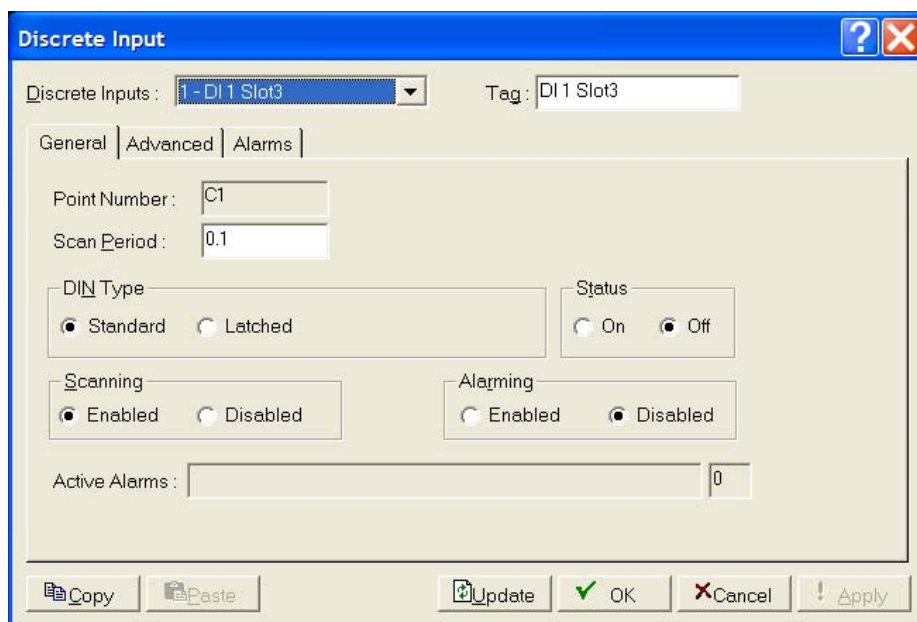 Discrete Input
Discrete Inputs : 1 - DI 1 Slot3 Tag : DI 1 Slot3
General Advanced Alarms
Point Number : C1
Scan Period : 0.1
DIN Type Status
Standard Latched On Off
Scanning Alarming
Enabled Disabled Enabled Disabled
Active Alarms : 0
Copy Paste Update OK Cancel ! Apply